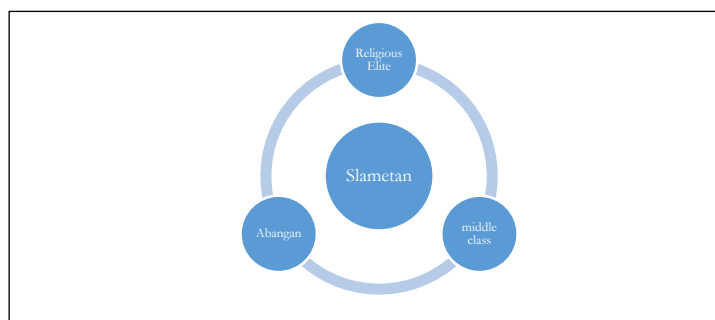 Religious
Elite
Slametan
Abangan
middle
class